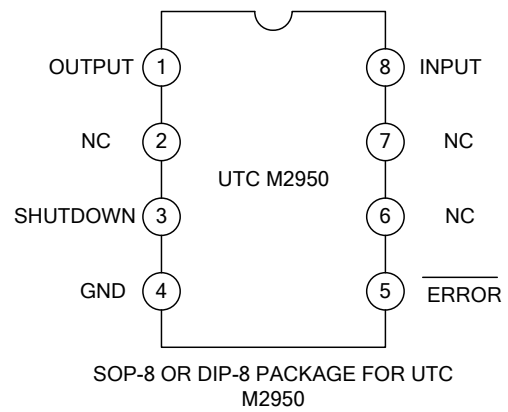 OUTPUT 1 8 INPUT
NC 2 7 NC
UTC M2950
SHUTDOWN 3 6 NC
GND 4 5 ERROR
SOP-8 OR DIP-8 PACKAGE FOR UTC
M2950